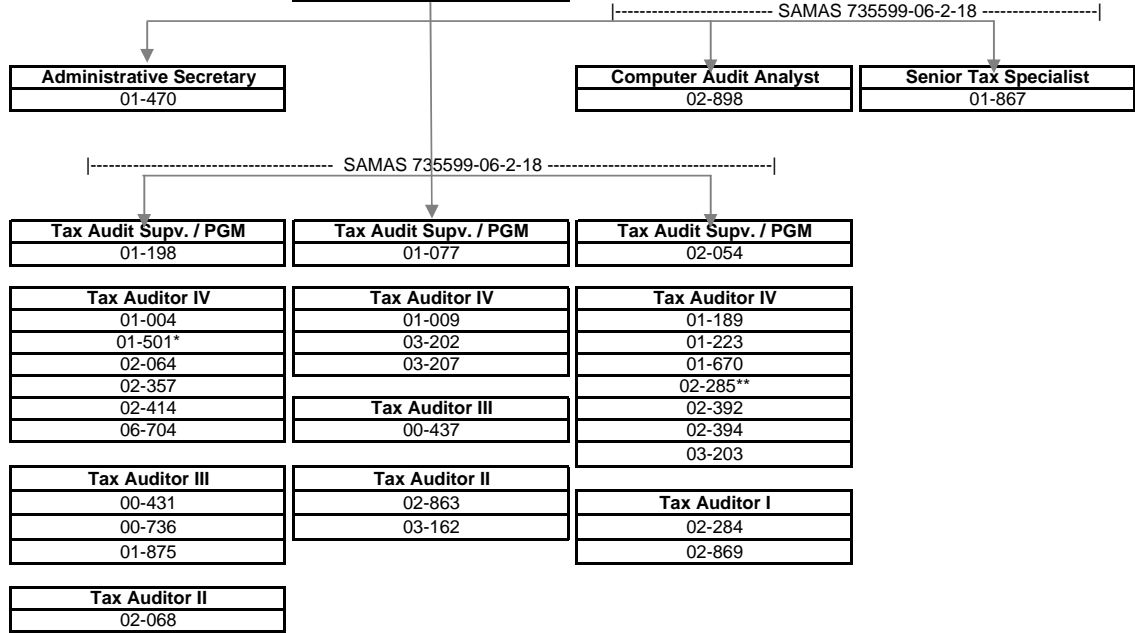 |-------------------------- SAMAS 735599-06-2-18 -------------------|
Administrative Secretary
01-470
Computer Audit Analyst
02-898
Senior Tax Specialist
01-867
|---------------------------------------- SAMAS 735599-06-2-18 -------------------------------------|
Tax Audit Supv. / PGM
01-198
Tax Auditor IV
01-004
01-501*
02-064
02-357
02-414
06-704
Tax Auditor III
00-431
00-736
01-875
Tax Auditor II
02-068
Tax Audit Supv. / PGM
01-077
Tax Auditor IV
01-009
03-202
03-207
Tax Auditor III
00-437
Tax Auditor II
02-863
03-162
Tax Audit Supv. / PGM
02-054
Tax Auditor IV
01-189
01-223
01-670
02-285**
02-392
02-394
03-203
Tax Auditor I
02-284
02-869